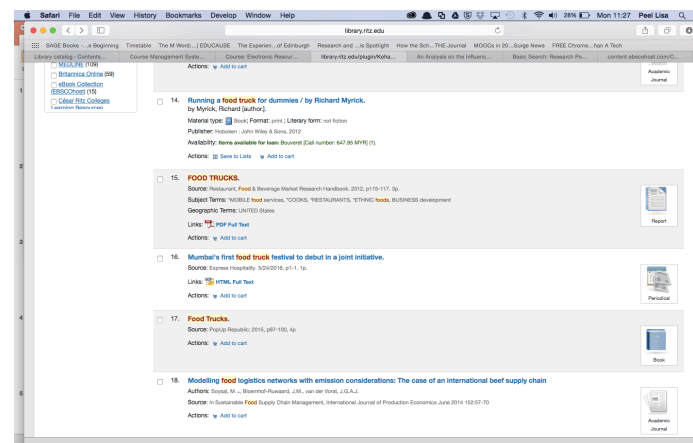 Safari File Edit View History Bookmarks Develop Window Help 28% Mon 11:27 Peel Lisa
library.ritz.edu
SAGE Books -...e Beginning Timetable The M Word:...| EDUCAUSE The Experien...of Edinburgh Research and ...is Spotlight How the Sch...THE Journal MOOCs in 20...Surge News FREE Chrome...han A Tech
Library catalog - Contents... Course Management Syste... Course: Electronic Resour... library.ritz.edu/plugin/Koha... An Analysis on the Influenc... Basic Search: Research Po... content.ebscohost.com/C...
MEDLINE (109)
Britannica Online (59)
eBook Collection
(EBSCOhost) (15)
César Ritz Colleges
Learning Resources
Actions: Add to cart
Academic
Journal
14. Running a food truck for dummies / by Richard Myrick.
by Myrick, Richard [author.].
Material type: Book; Format: print ; Literary form: not fiction
Publisher: Hoboken : John Wiley & Sons, 2012
Availability: Items available for loan: Bouveret [Call number: 647.95 MYR] (1).
Actions: Save to Lists Add to cart
15. FOOD TRUCKS.
Source: Restaurant, Food & Beverage Market Research Handbook. 2012, p115-117. 3p.
Subject Terms: *MOBILE food services, *COOKS, *RESTAURANTS, *ETHNIC foods, BUSINESS development
Geographic Terms: UNITED States
Links: PDF Full Text
Actions: Add to cart
Report
16. Mumbai's first food truck festival to debut in a joint initiative.
Source: Express Hospitality. 5/24/2016, p1-1. 1p.
Links: HTML Full Text
Actions: Add to cart
Periodical
17. Food Trucks.
Source: PopUp Republic; 2015, p97-100, 4p
Actions: Add to cart
Book
18. Modelling food logistics networks with emission considerations: The case of an international beef supply chain
Authors: Soysal, M. ., Bloemhof-Ruwaard, J.M., van der Vorst, J.G.A.J.
Source: In Sustainable Food Supply Chain Management, International Journal of Production Economics June 2014 152:57-70
Actions: Add to cart
Academic
Journal
1
2
3
4
5